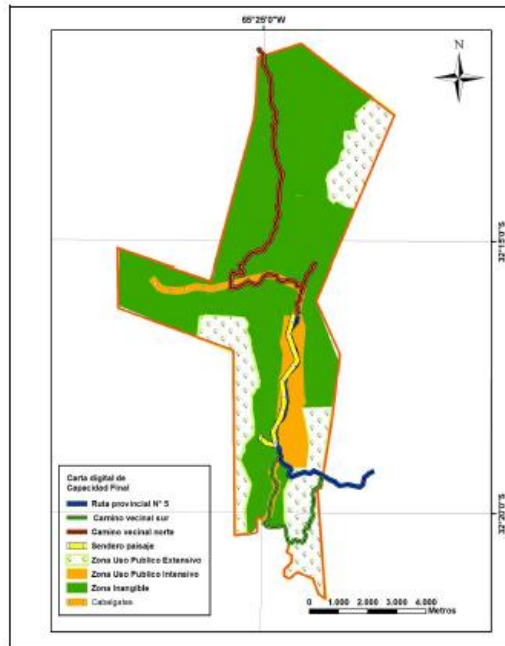 65°25'0"W
N
32°15'0"S
32°20'0"S
Carta digital de
Capacidad Final
Ruta provincial N° 5
Camino vecinal sur
Camino vecinal norte
Sendero paisaje
Zona Uso Publico Extensivo
Zona Uso Publico Intensivo
Zona Inangible
Cabalgatas
0 1.000 2.000 3.000 4.000
Metros